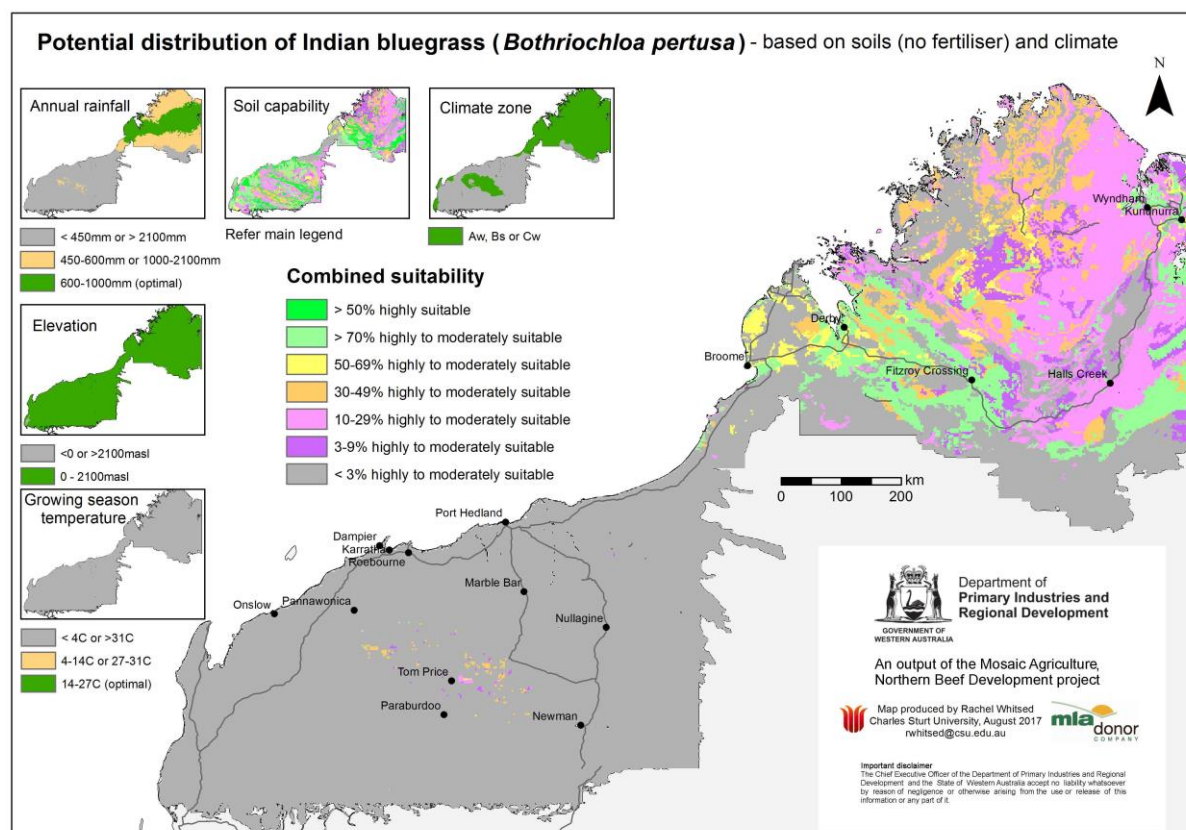 Potential distribution of Indian bluegrass (Bothriochloa pertusa) - based on soils (no fertiliser) and climate
Annual rainfall
< 450mm or > 2100mm
450-600mm or 1000-2100mm
600-1000mm (optimal)
Soil capability
Refer main legend
Climate zone
Aw, Bs or Cw
Elevation
<0 or >2100masl
0 - 2100masl
Growing season
temperature
< 4C or >31C
4-14C or 27-31C
14-27C (optimal)
Combined suitability
> 50% highly suitable
> 70% highly to moderately suitable
50-69% highly to moderately suitable
30-49% highly to moderately suitable
10-29% highly to moderately suitable
3-9% highly to moderately suitable
< 3% highly to moderately suitable
N
Wyndham
Kununurra
Derby
Broome
Fitzroy Crossing
Halls Creek
km
0 50 100 200
Port Hedland
Dampier
Karratha
Roebourne
Marble Bar
Onslow
Pannawonica
Nullagine
Tom Price
Paraburdoo
Newman
GOVERNMENT OF
WESTERN AUSTRALIA
Department of
Primary Industries and
Regional Development
An output of the Mosaic Agriculture,
Northern Beef Development project
Map produced by Rachel Whitsed
Charles Sturt University, August 2017
rwhitsed@csu.edu.au
mla
donor
COMPANY
Important disclaimer
The Chief Executive Officer of the Department of Primary Industries and Regional
Development and the State of Western Australia accept no liability whatsoever
by reason of negligence or otherwise arising from the use or release of this
information or any part of it.